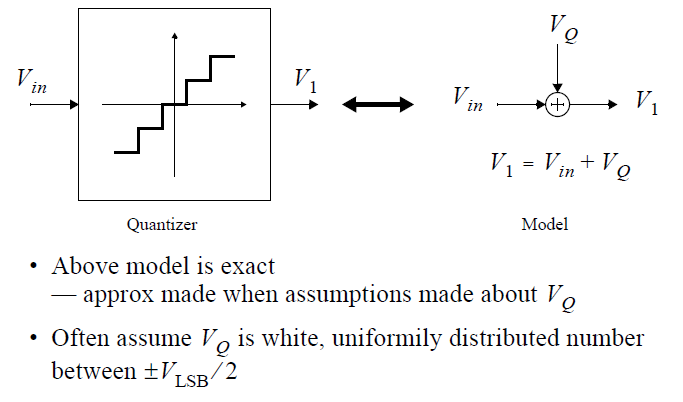 V_Q
V_in
V_1
V_in
V_1
V_1 = V_in + V_Q
Quantizer
Model
• Above model is exact
— approx made when assumptions made about V_Q
• Often assume V_Q is white, uniformily distributed number
between ±V_LSB/2